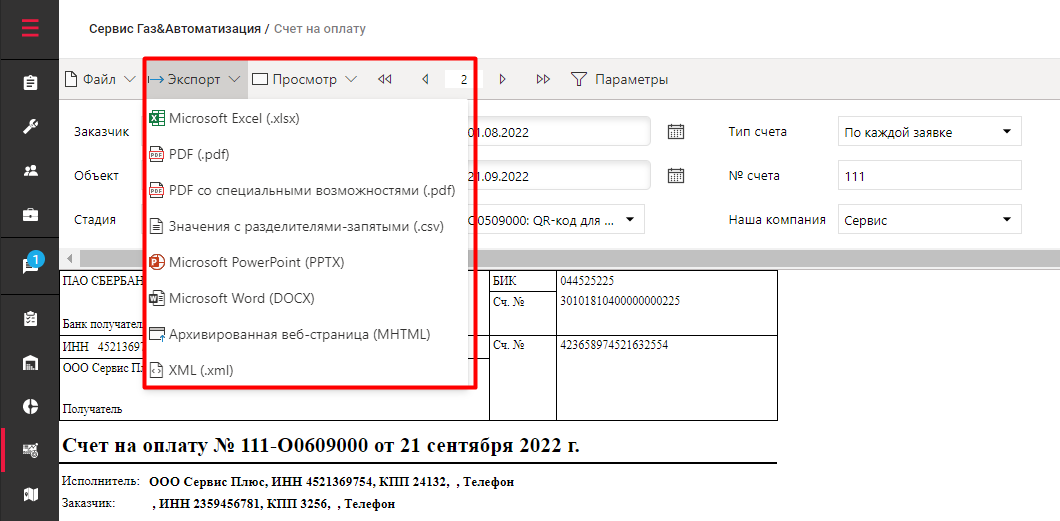 Сервис Газ&Автоматизация / Счет на оплату
Файл Экспорт Просмотр 2 Параметры
Microsoft Excel (.xlsx)
PDF (.pdf)
PDF со специальными возможностями (.pdf)
Значения с разделителями-запятыми (.csv)
Microsoft PowerPoint (PPTX)
Microsoft Word (DOCX)
Архивированная веб-страница (MHTML)
XML (.xml)
Заказчик 01.08.2022 Тип счета По каждой заявке
Объект 21.09.2022 № счета 111
Стадия O0509000: QR-код для ... Наша компания Сервис
1
ПАО СБЕРБАН БИК 044525225
Сч. № 30101810400000000225
Банк получател
ИНН 45213697 Сч. № 423658974521632554
ООО Сервис Пл
Получатель
Счет на оплату № 111-О0609000 от 21 сентября 2022 г.
Исполнитель: ООО Сервис Плюс, ИНН 4521369754, КПП 24132, , Телефон
Заказчик: , ИНН 2359456781, КПП 3256, , Телефон